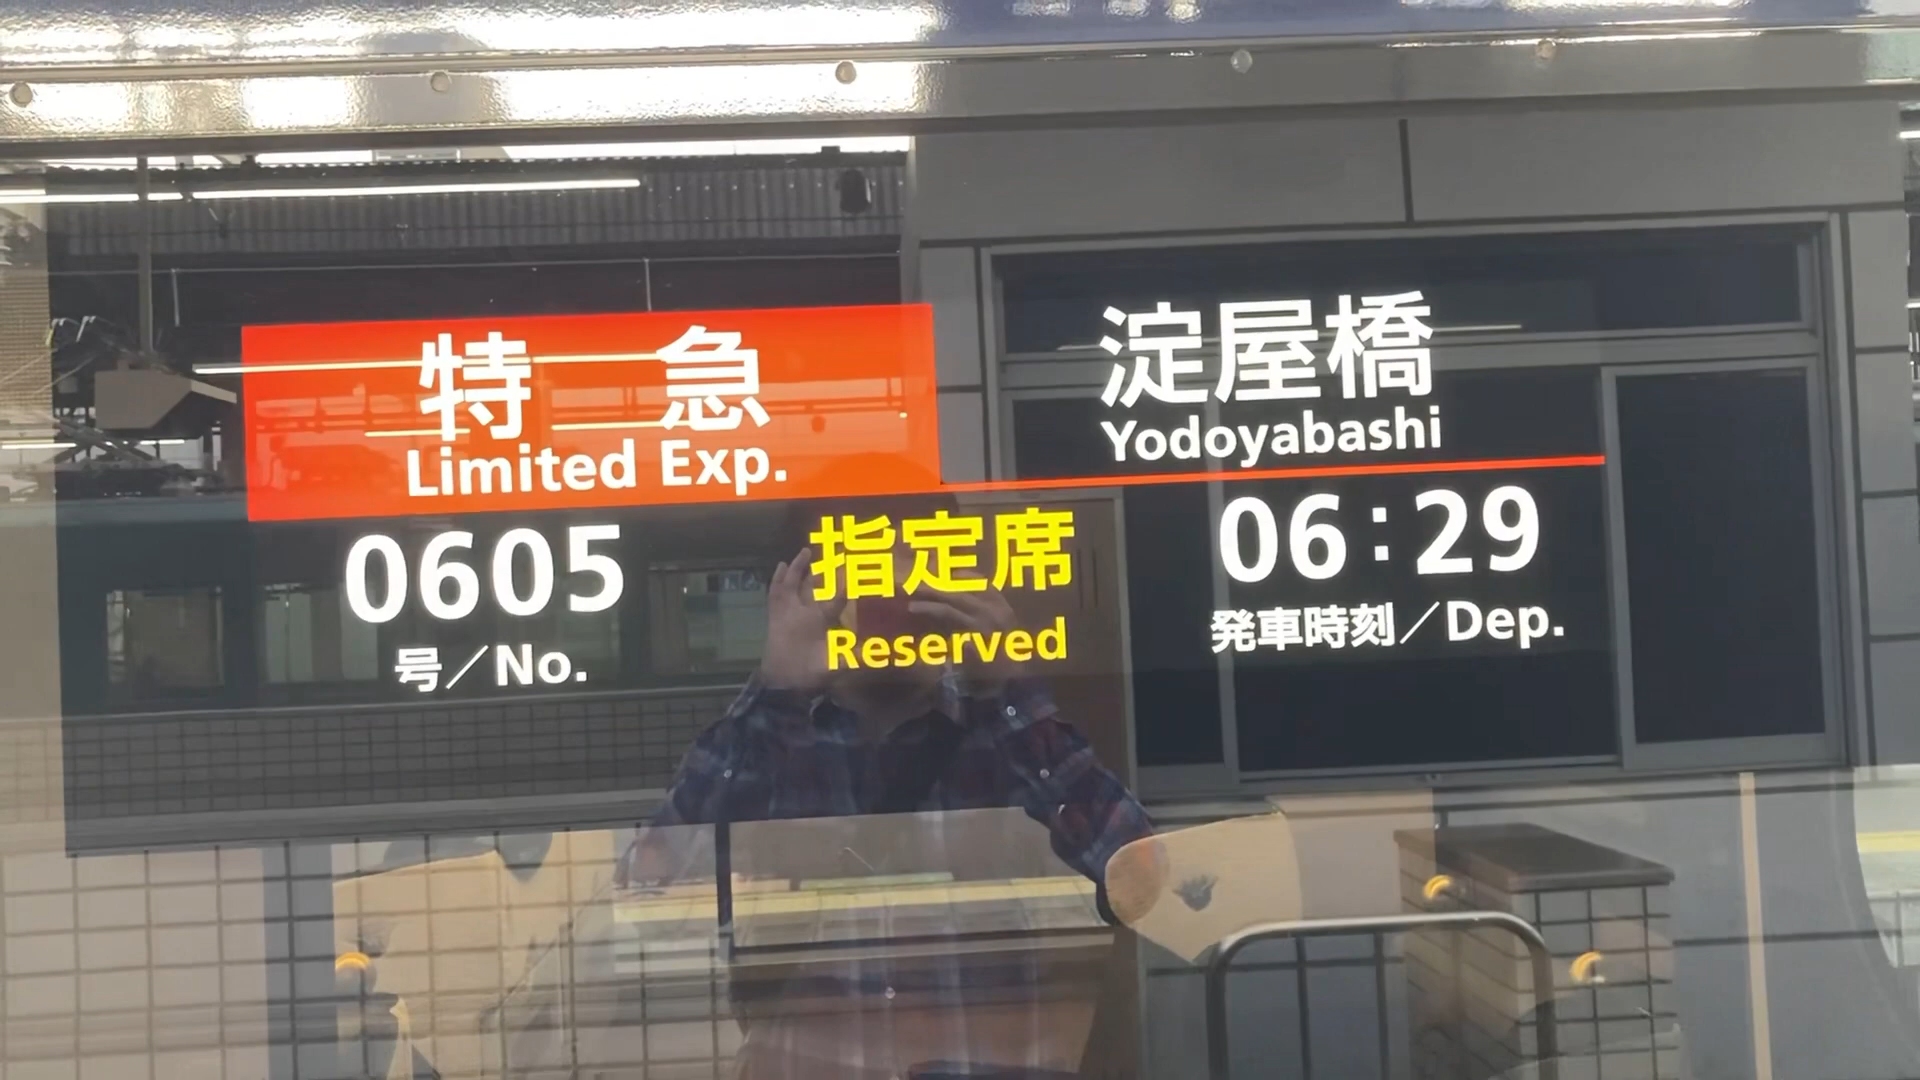 特 急
Limited Exp.
淀屋橋
Yodoyabashi
0605
号／No.
指定席
Reserved
06:29
発車時刻／Dep.